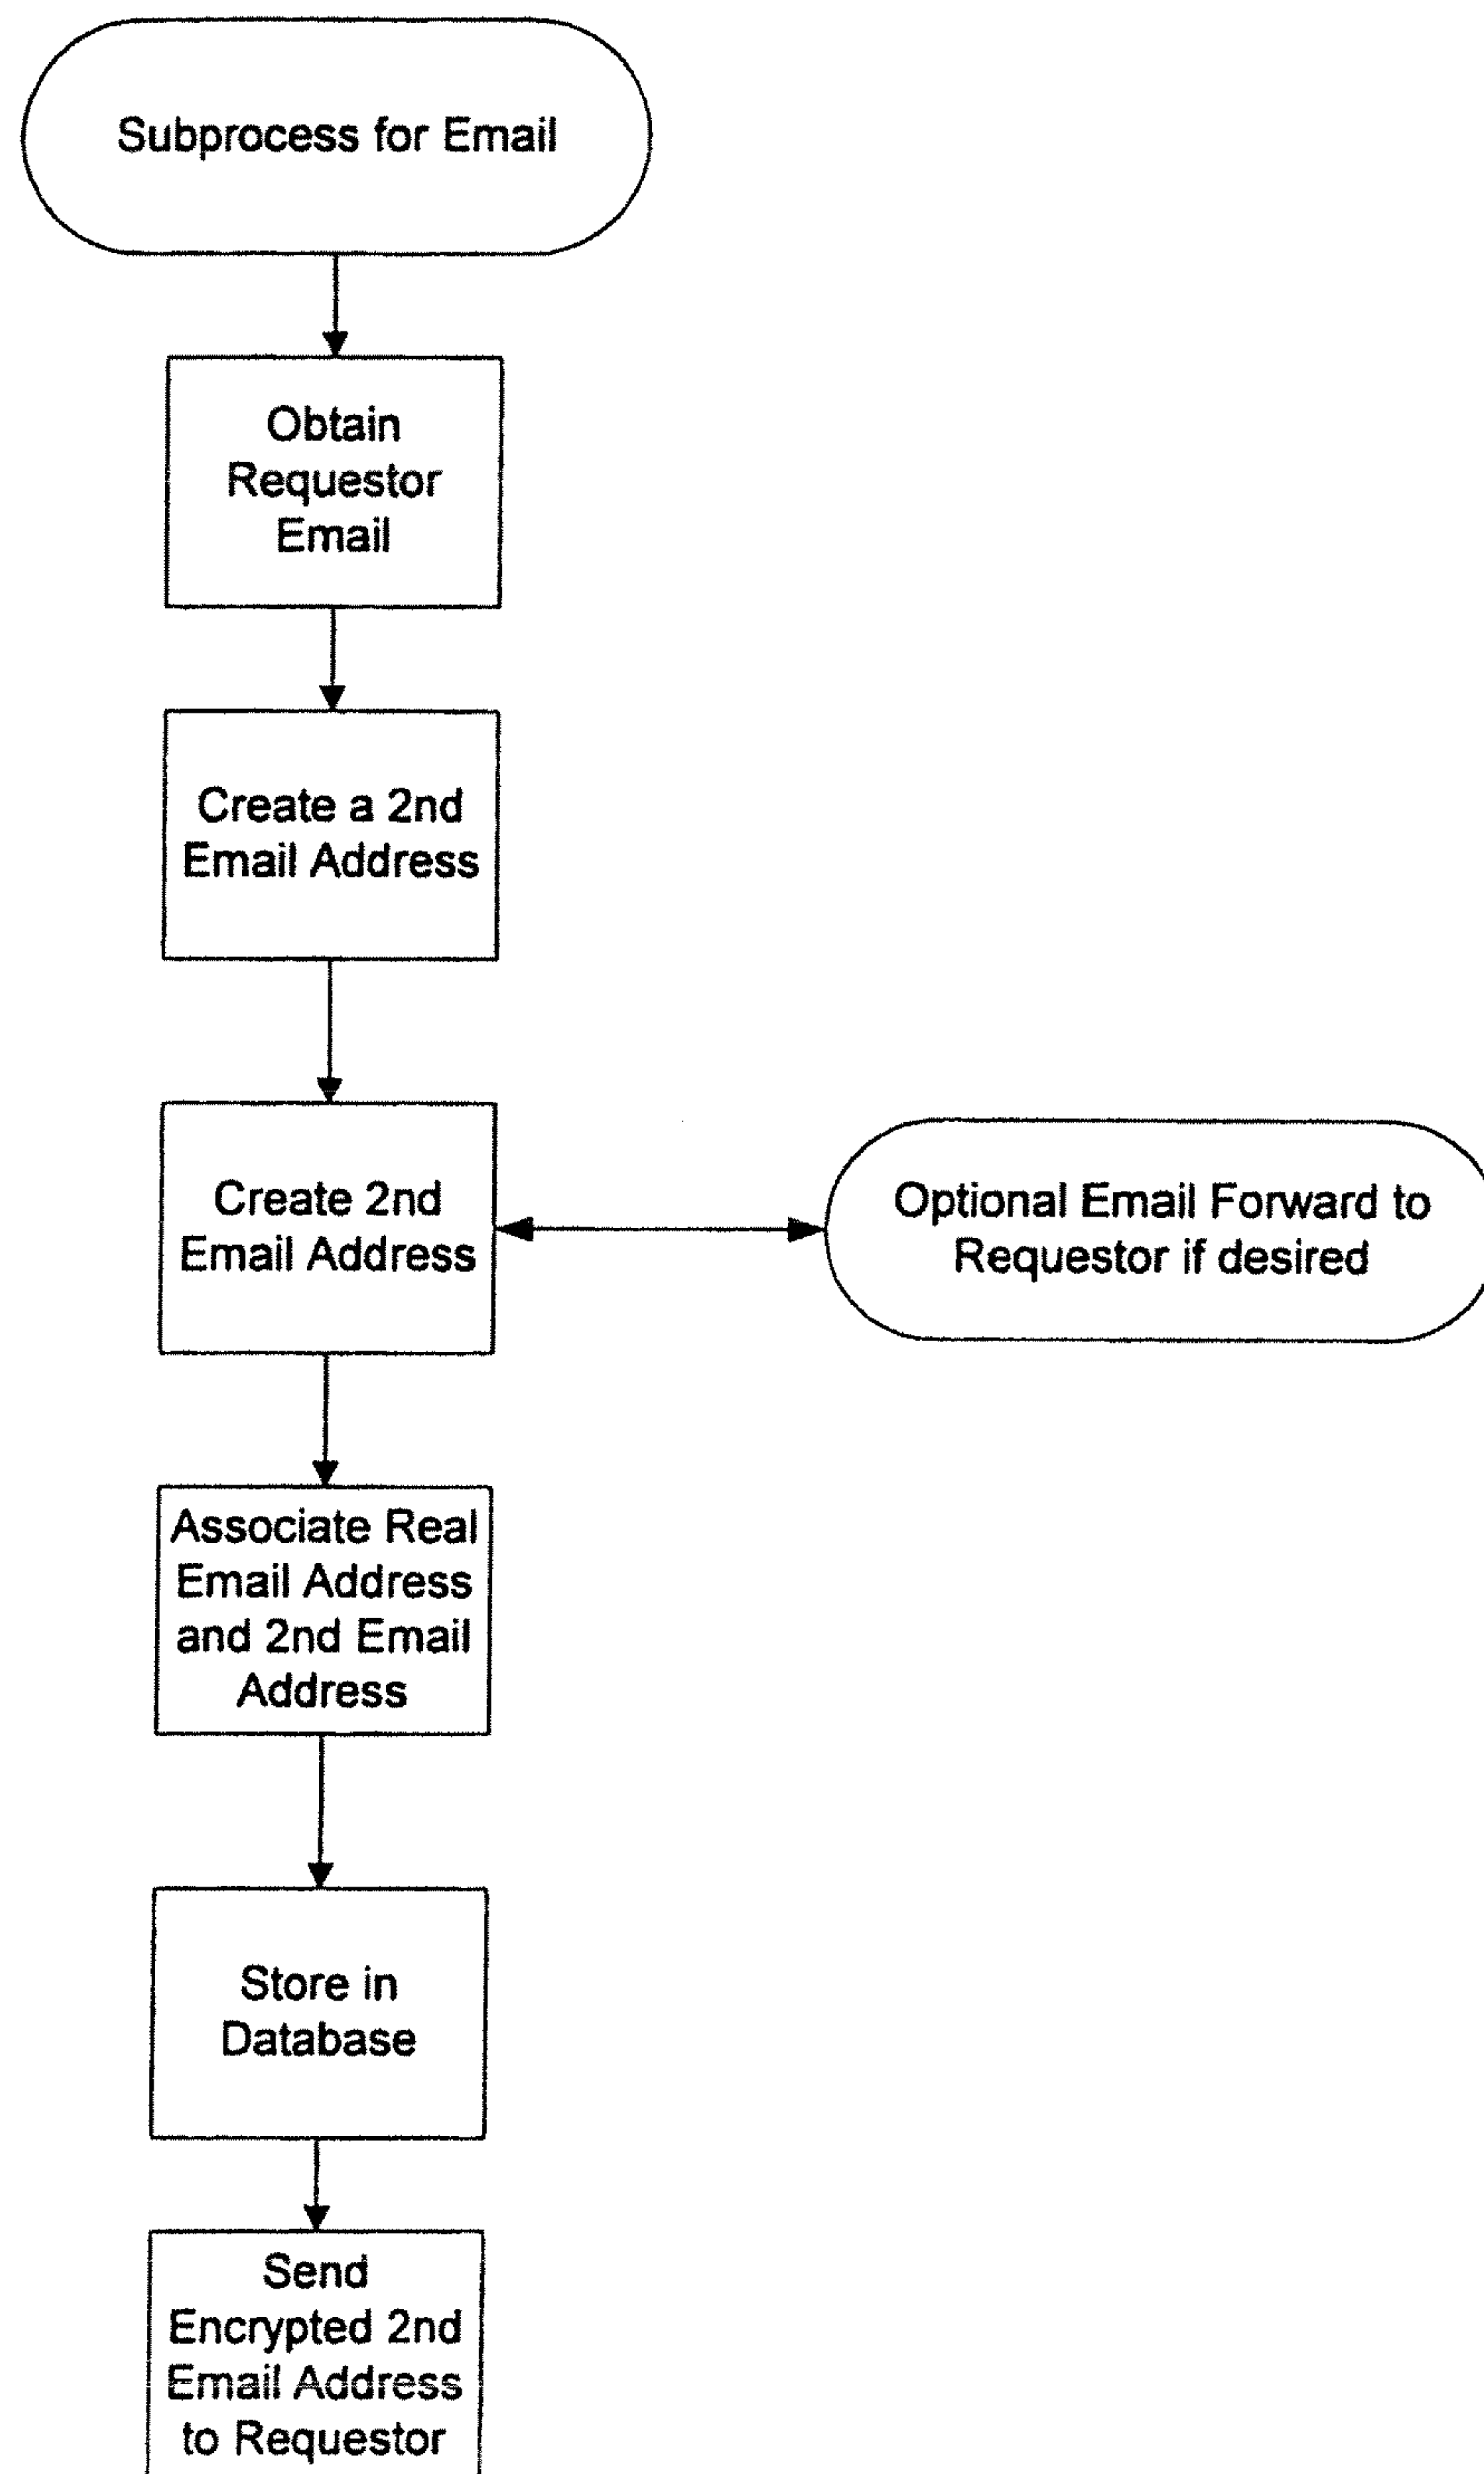 Subprocess for Email
Obtain
Requestor
Email
Create a 2nd
Email Address
Create 2nd
Email Address
Optional Email Forward to
Requestor if desired
Associate Real
Email Address
and 2nd Email
Address
Store in
Database
Send
Encrypted 2nd
Email Address
to Requestor